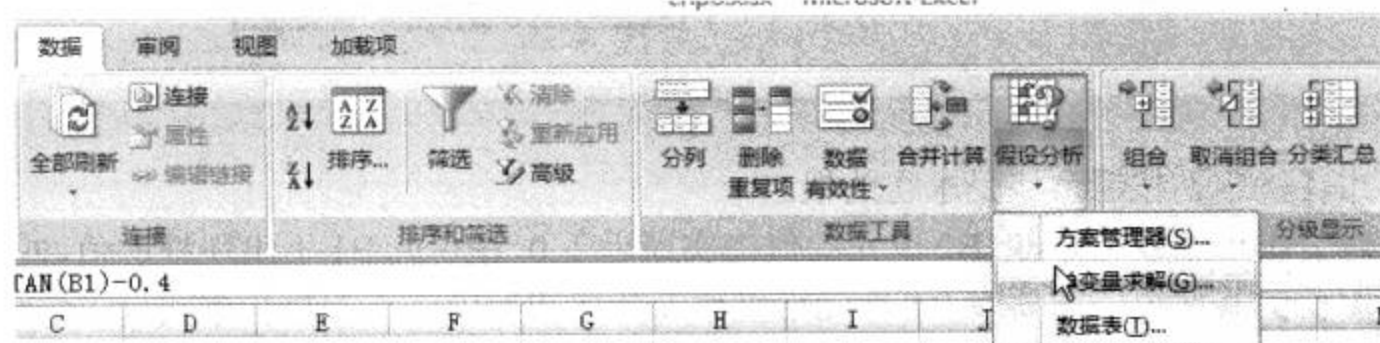 Microsoft Excel
数据 审阅 视图 加载项
全部刷新
连接
属性
编辑链接
连接
A Z
Z A
A Z
Z A
排序...
筛选
清除
重新应用
高级
排序和筛选
分列
删除
重复项
数据
有效性
合并计算
假设分析
数据工具
组合
取消组合
分类汇总
分级显示
方案管理器(S)...
变量求解(G)...
数据表(T)...
TAN(B1)-0.4
C D E F G H I J